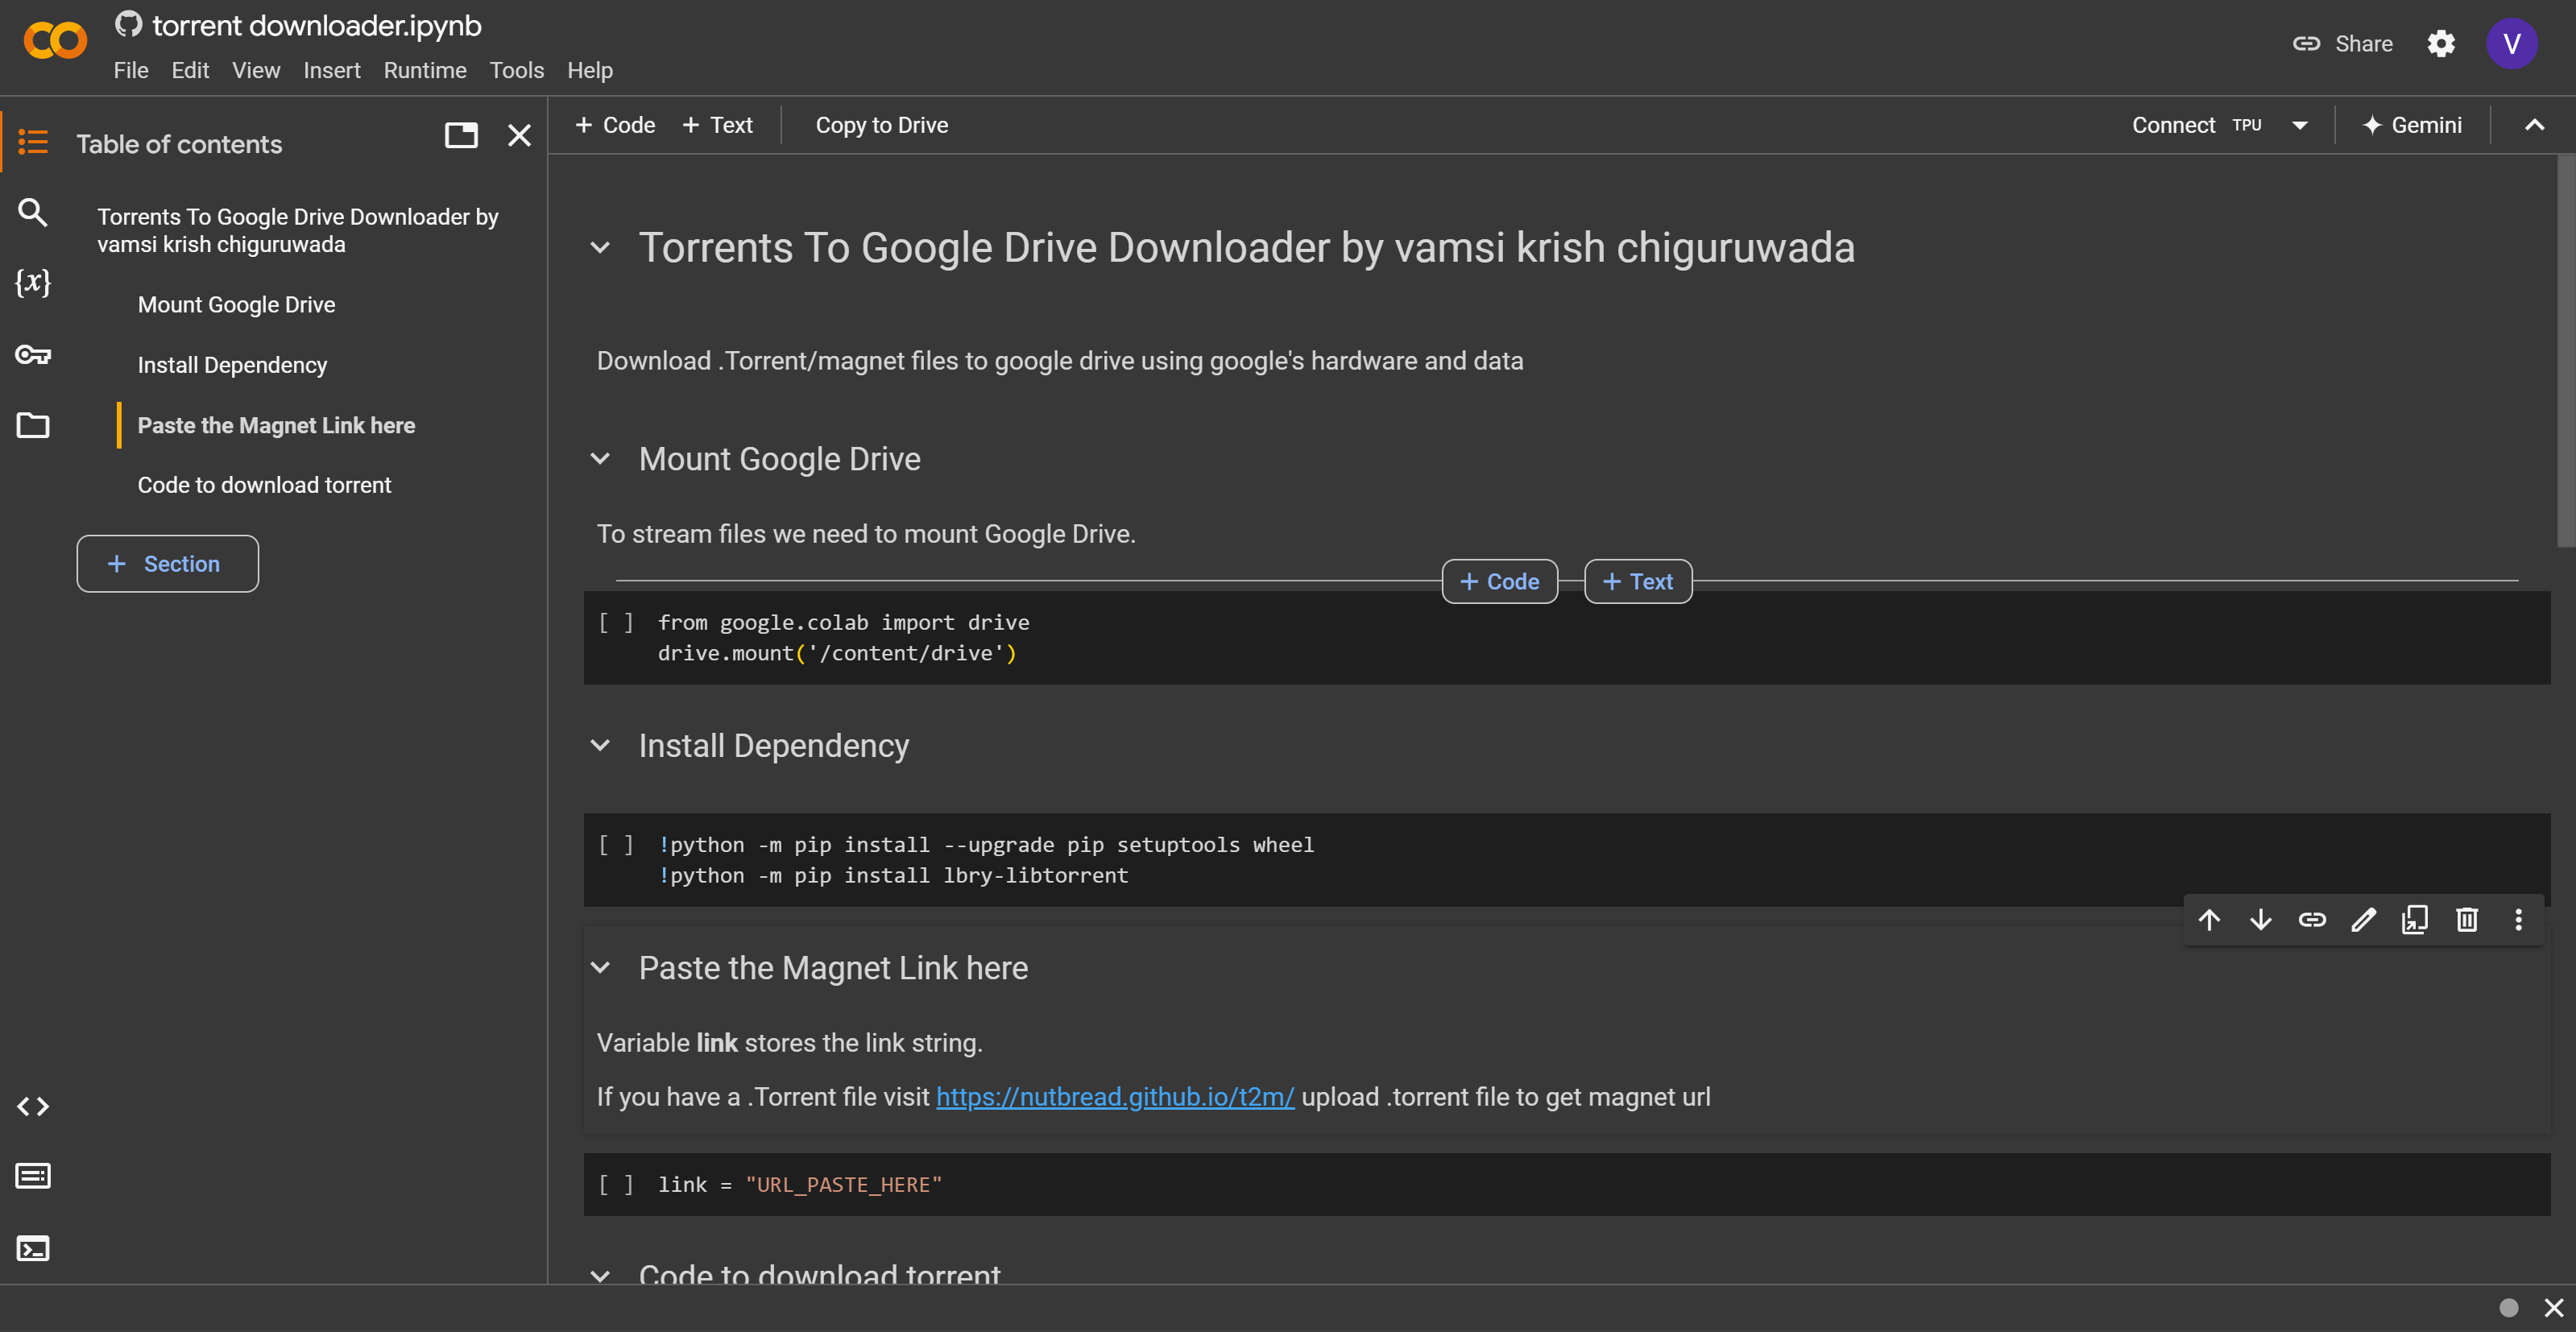 torrent downloader.ipynb
File Edit View Insert Runtime Tools Help
Share
V
Table of contents
Torrents To Google Drive Downloader by
vamsi krish chiguruwada
Mount Google Drive
Install Dependency
Paste the Magnet Link here
Code to download torrent
+ Section
{x}
+ Code + Text Copy to Drive
Connect TPU Gemini
Torrents To Google Drive Downloader by vamsi krish chiguruwada
Download .Torrent/magnet files to google drive using google's hardware and data
Mount Google Drive
To stream files we need to mount Google Drive.
+ Code + Text
[ ] from google.colab import drive
drive.mount('/content/drive')
Install Dependency
[ ] !python -m pip install --upgrade pip setuptools wheel
!python -m pip install lbry-libtorrent
Paste the Magnet Link here
Variable link stores the link string.
If you have a .Torrent file visit https://nutbread.github.io/t2m/ upload .torrent file to get magnet url
[ ] link = "URL_PASTE_HERE"
Code to download torrent